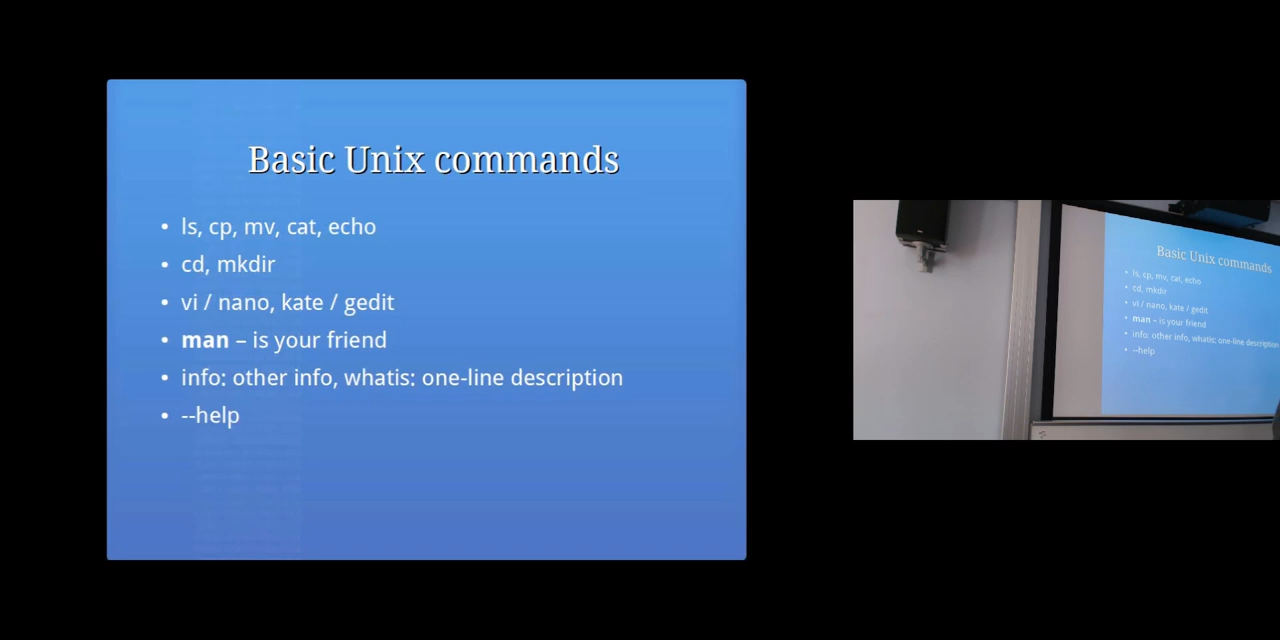 Basic Unix commands
• ls, cp, mv, cat, echo
• cd, mkdir
• vi / nano, kate / gedit
• man – is your friend
• info: other info, whatis: one-line description
• --help
Basic Unix commands
• ls, cp, mv, cat, echo
• cd, mkdir
• vi / nano, kate / gedit
• man – is your friend
• info: other info, whatis: one-line description
• --help